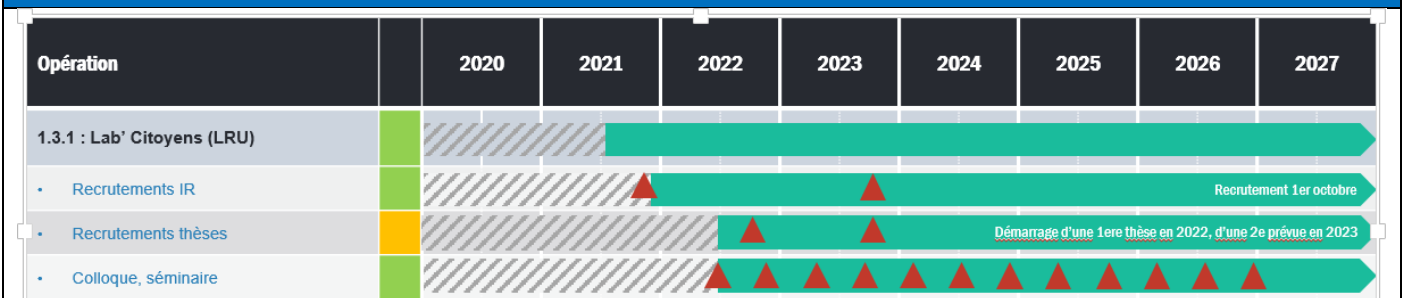 Opération 2020 2021 2022 2023 2024 2025 2026 2027
1.3.1 : Lab' Citoyens (LRU)
• Recrutements IR Recrutement 1er octobre
• Recrutements thèses Démarrage d'une 1ere thèse en 2022, d'une 2e prévue en 2023
• Colloque, séminaire